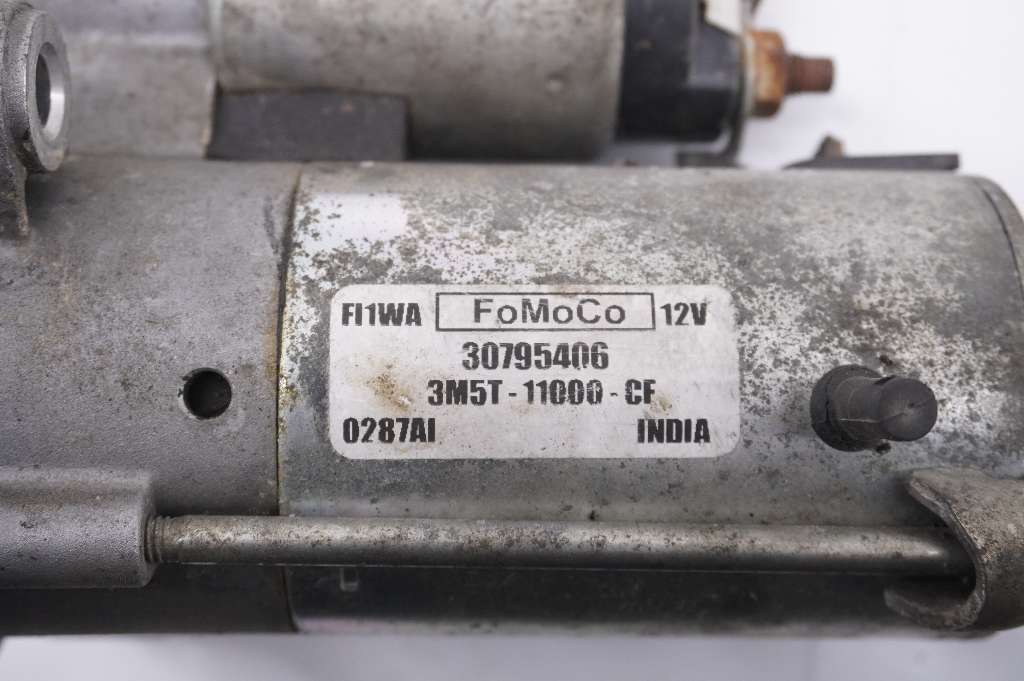 FI1WA FoMoCo 12V
30795406
3M5T - 11000 - CF
0287AI INDIA